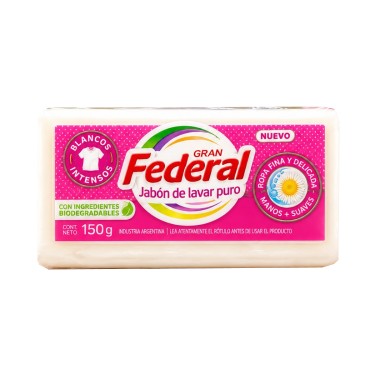 BLANCOS
INTENSOS
NUEVO
GRAN
Federal
Jabón de lavar puro
ROPA FINA Y DELICADA
MANOS + SUAVES
CON INGREDIENTES
BIODEGRADABLES
CONT.
NETO
150g
INDUSTRIA ARGENTINA | LEA ATENTAMENTE EL RÓTULO ANTES DE USAR EL PRODUCTO